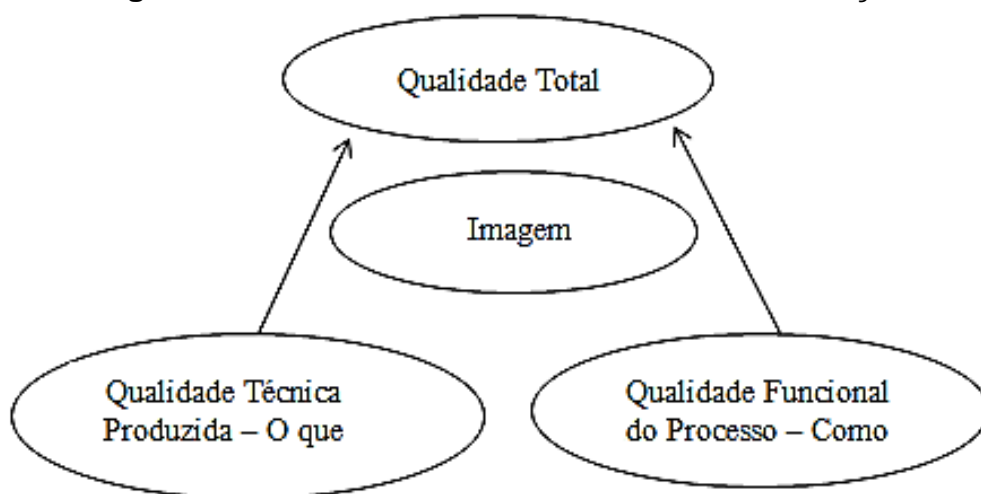 Qualidade Total
Imagem
Qualidade Técnica
Produzida – O que
Qualidade Funcional
do Processo – Como